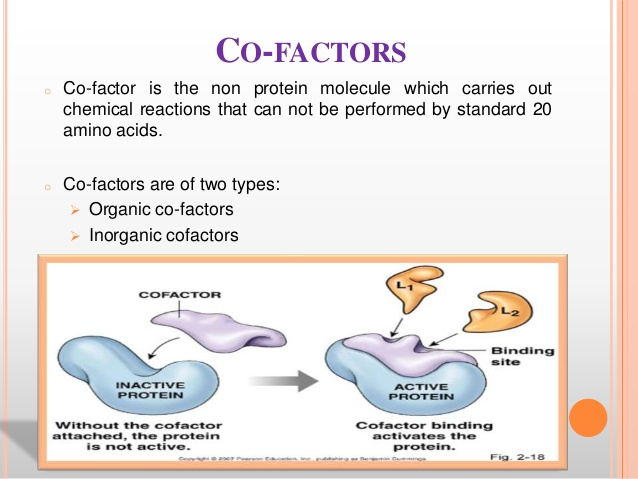 CO-FACTORS
Co-factor is the non protein molecule which carries out
chemical reactions that can not be performed by standard 20
amino acids.
Co-factors are of two types:
Organic co-factors
Inorganic cofactors
COFACTOR
INACTIVE
PROTEIN
Without the cofactor
attached, the protein
is not active.
L1
L2
Binding
site
ACTIVE
PROTEIN
Cofactor binding
activates the
protein.
Fig. 2-18
Copyright © 2007 Pearson Education, Inc., publishing as Benjamin Cummings.